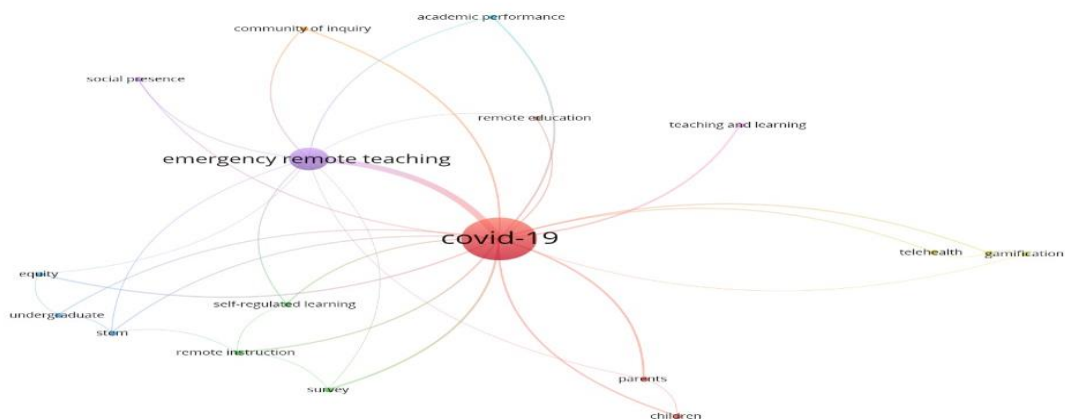 academic performance
community of inquiry
social presence
remote education
teaching and learning
emergency remote teaching
covid-19
telehealth
gamification
equity
self-regulated learning
undergraduate
stem
remote instruction
parents
survey
children